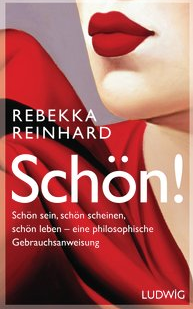 REBEKKA
REINHARD
Schön!
Schön sein, schön scheinen,
schön leben – eine philosophische
Gebrauchsanweisung
LUDWIG